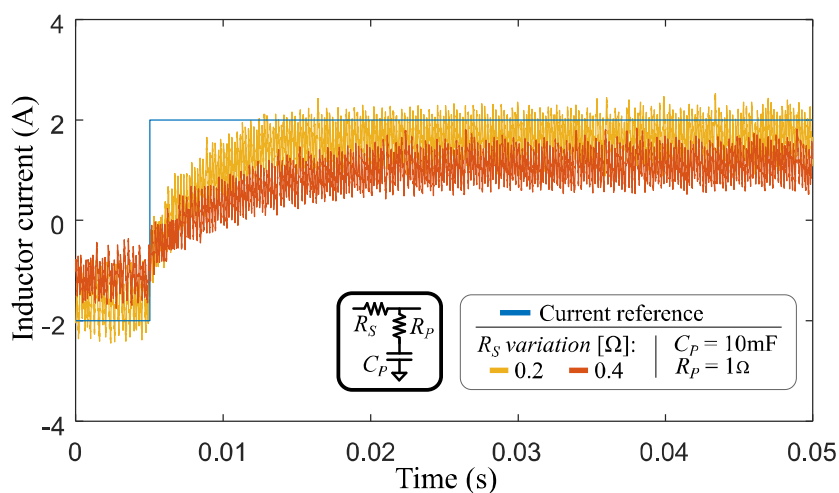 4
2
0
-2
-4
Inductor current (A)
0
0.01
0.02
0.03
0.04
0.05
Time (s)
R_S
R_P
C_P
Current reference
R_S variation [Ω]:
0.2
0.4
C_P = 10mF
R_P = 1Ω